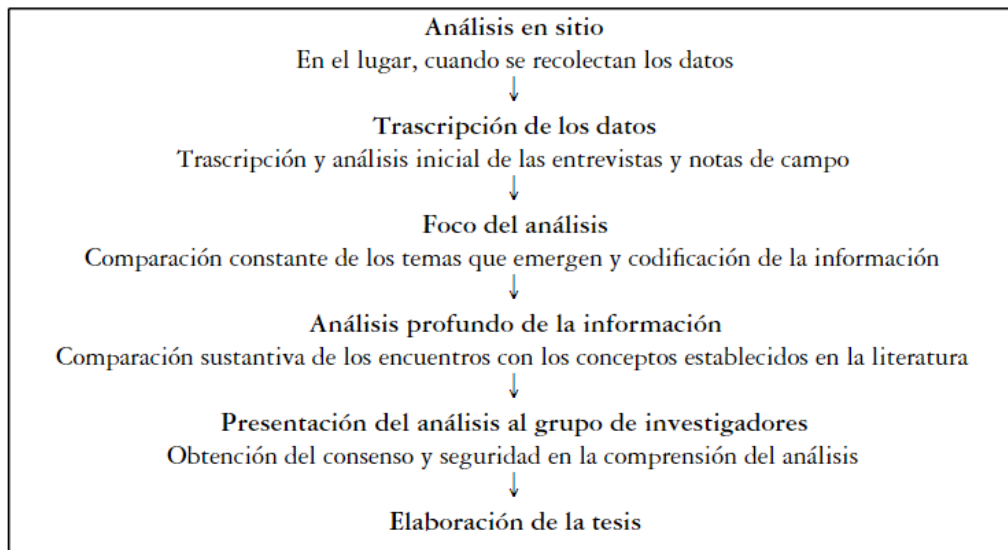 Análisis en sitio
En el lugar, cuando se recolectan los datos
↓
Trascripción de los datos
Trascripción y análisis inicial de las entrevistas y notas de campo
↓
Foco del análisis
Comparación constante de los temas que emergen y codificación de la información
↓
Análisis profundo de la información
Comparación sustantiva de los encuentros con los conceptos establecidos en la literatura
↓
Presentación del análisis al grupo de investigadores
Obtención del consenso y seguridad en la comprensión del análisis
↓
Elaboración de la tesis